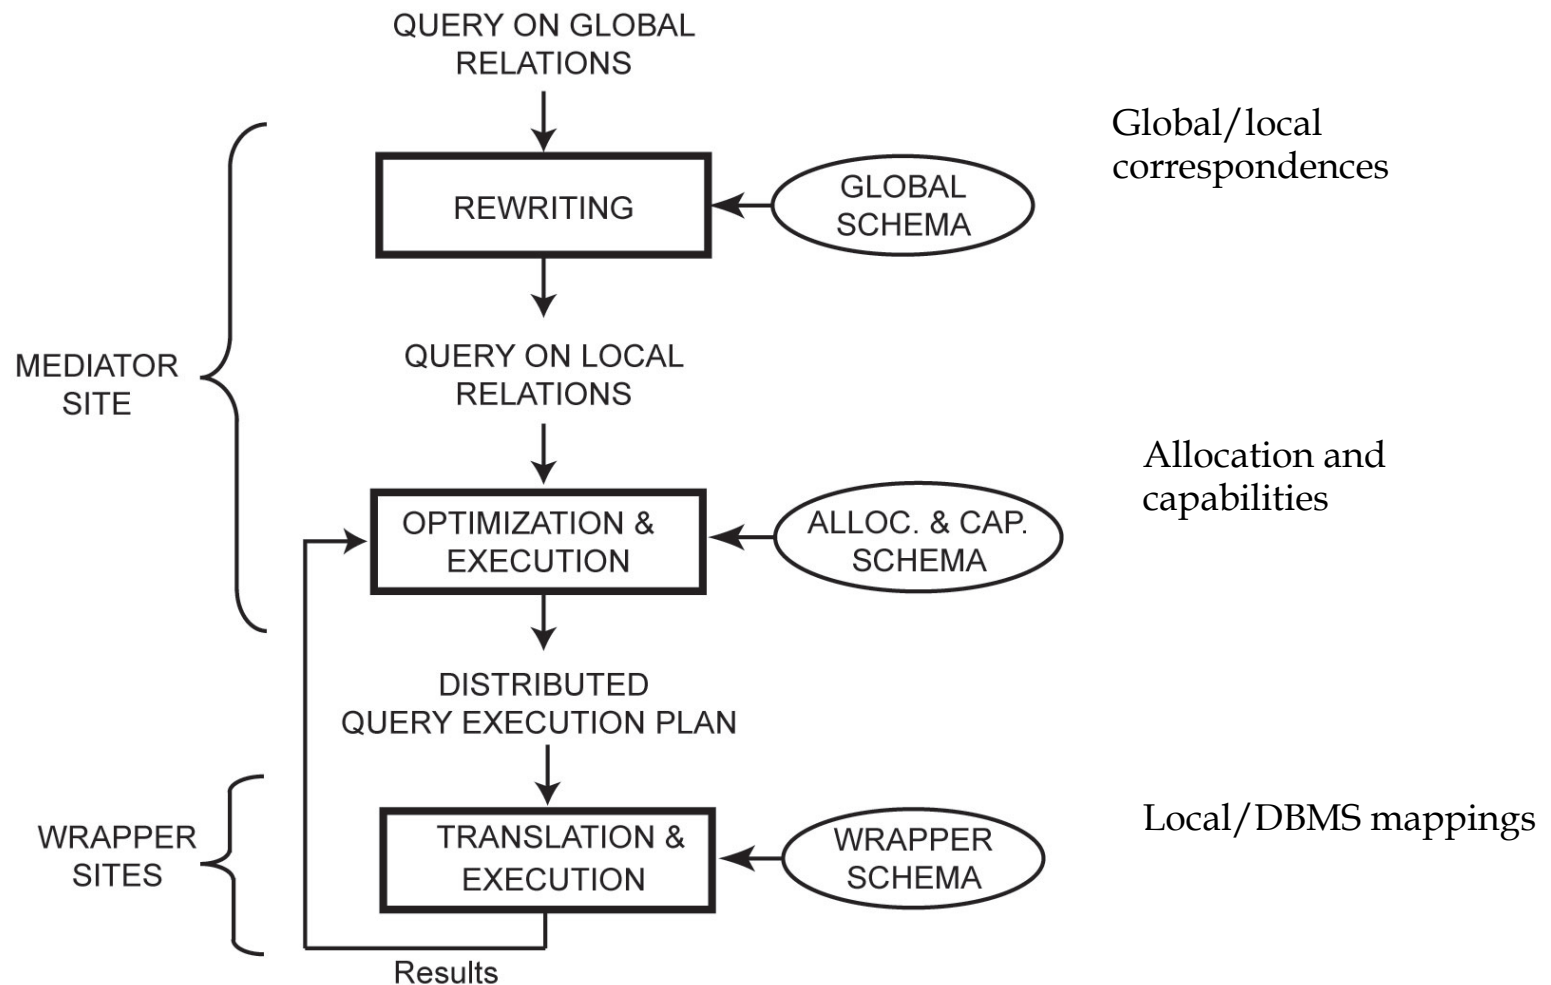 QUERY ON GLOBAL
RELATIONS
Global/local
correspondences
REWRITING
GLOBAL
SCHEMA
MEDIATOR
SITE
QUERY ON LOCAL
RELATIONS
Allocation and
capabilities
OPTIMIZATION &
EXECUTION
ALLOC. & CAP.
SCHEMA
DISTRIBUTED
QUERY EXECUTION PLAN
WRAPPER
SITES
TRANSLATION &
EXECUTION
WRAPPER
SCHEMA
Local/DBMS mappings
Results